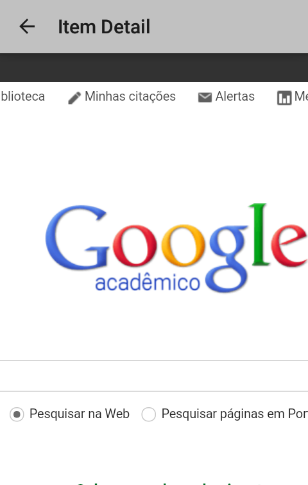 Item Detail
blioteca Minhas citações Alertas Me
Google
acadêmico
Pesquisar na Web Pesquisar páginas em Por